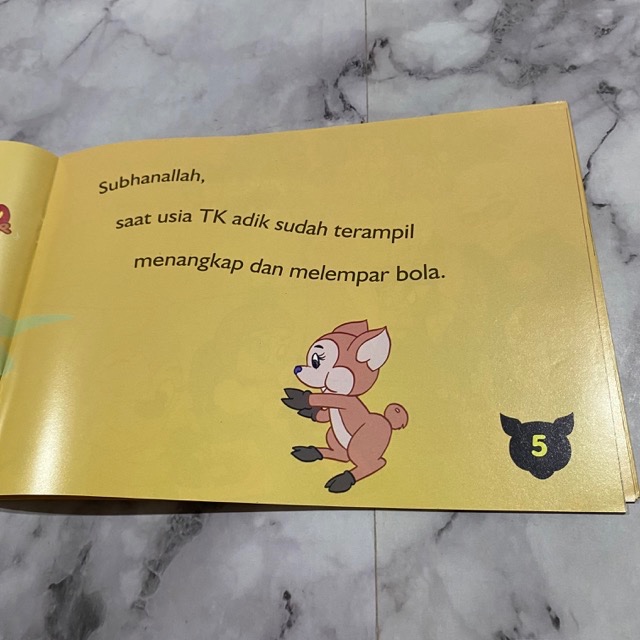 Subhanallah,
saat usia TK adik sudah terampil
menangkap dan melempar bola.
5